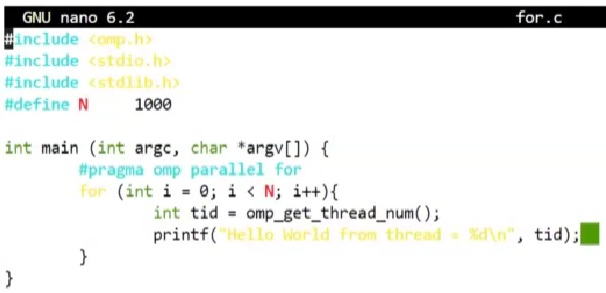 GNU nano 6.2 for.c
#include <omp.h>
#include <stdio.h>
#include <stdlib.h>
#define N 1000
int main (int argc, char *argv[]) {
#pragma omp parallel for
for (int i = 0; i < N; i++){
int tid = omp_get_thread_num();
printf("Hello World from thread = %d\n", tid);
}
}